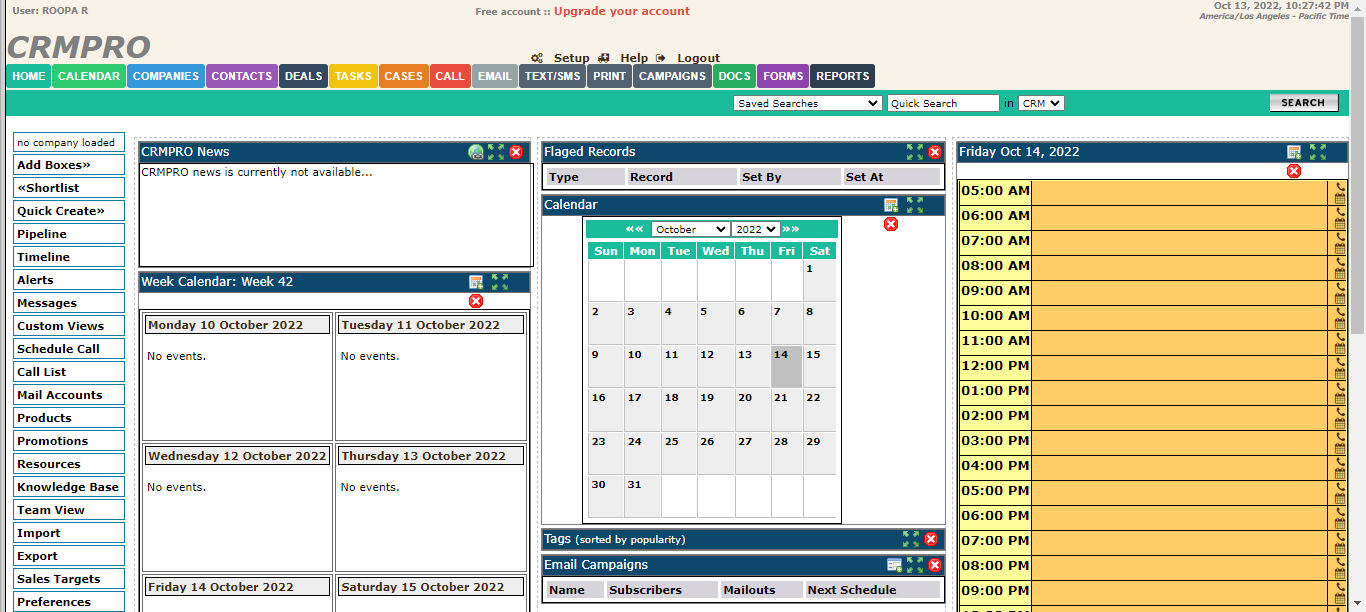 User: ROOPA R
Free account :: Upgrade your account
Oct 13, 2022, 10:27:42 PM
America/Los Angeles - Pacific Time
CRMPRO
Setup Help Logout
HOME CALENDAR COMPANIES CONTACTS DEALS TASKS CASES CALL EMAIL TEXT/SMS PRINT CAMPAIGNS DOCS FORMS REPORTS
Saved Searches Quick Search in CRM SEARCH
no company loaded
Add Boxes»
«Shortlist
Quick Create»
Pipeline
Timeline
Alerts
Messages
Custom Views
Schedule Call
Call List
Mail Accounts
Products
Promotions
Resources
Knowledge Base
Team View
Import
Export
Sales Targets
Preferences
CRMPRO News
CRMPRO news is currently not available...
Week Calendar: Week 42
Monday 10 October 2022 Tuesday 11 October 2022
No events. No events.
Wednesday 12 October 2022 Thursday 13 October 2022
No events. No events.
Friday 14 October 2022 Saturday 15 October 2022
Flaged Records
Type Record Set By Set At
Calendar
«« October 2022 »»
Sun Mon Tue Wed Thu Fri Sat
1
2 3 4 5 6 7 8
9 10 11 12 13 14 15
16 17 18 19 20 21 22
23 24 25 26 27 28 29
30 31
Tags (sorted by popularity)
Email Campaigns
Name Subscribers Mailouts Next Schedule
Friday Oct 14, 2022
05:00 AM
06:00 AM
07:00 AM
08:00 AM
09:00 AM
10:00 AM
11:00 AM
12:00 PM
01:00 PM
02:00 PM
03:00 PM
04:00 PM
05:00 PM
06:00 PM
07:00 PM
08:00 PM
09:00 PM